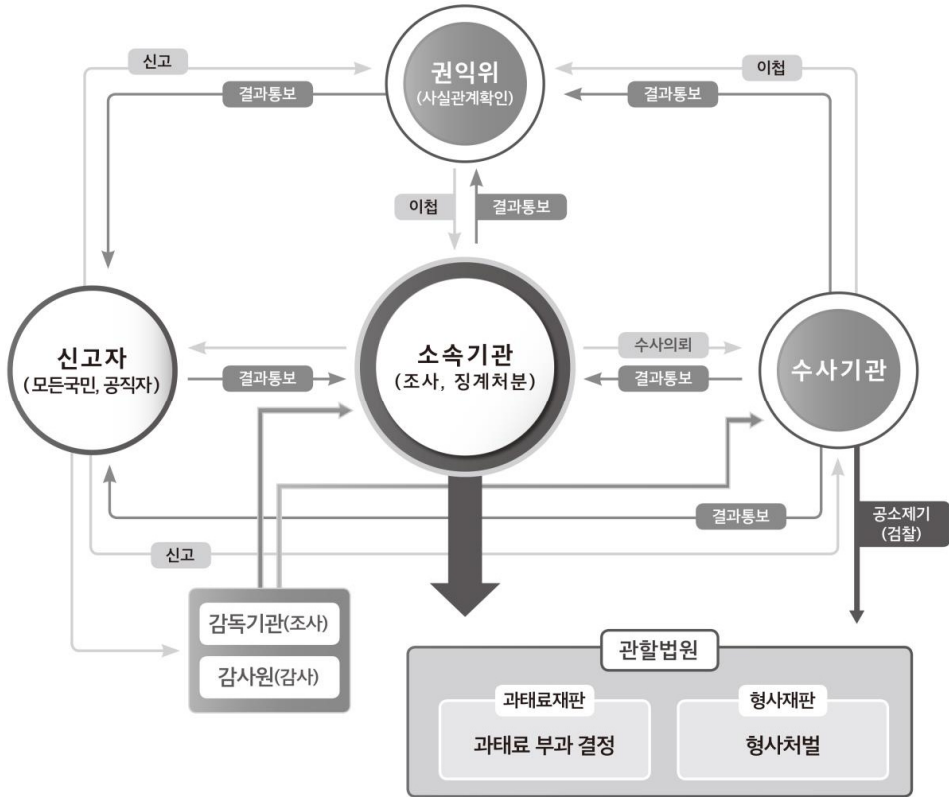 신고
권익위
(사실관계확인)
이첩
결과통보
결과통보
이첩
결과통보
신고자
(모든국민, 공직자)
소속기관
(조사, 징계처분)
수사의뢰
수사기관
결과통보
결과통보
결과통보
공소제기
(검찰)
신고
감독기관(조사)
감사원(감사)
관할법원
과태료재판
형사재판
과태료 부과 결정
형사처벌